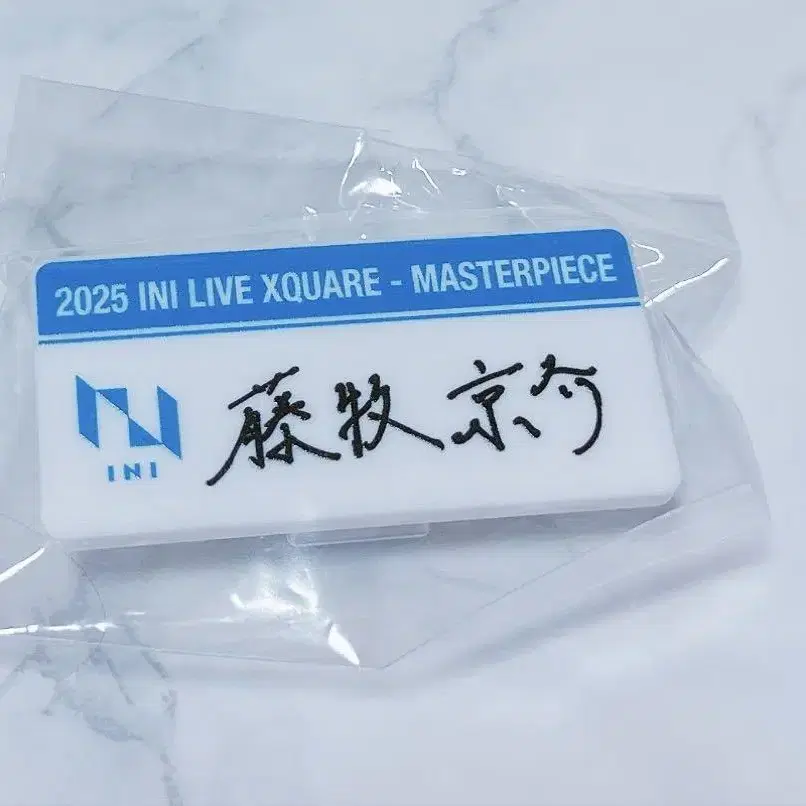 2025 INI LIVE XQUARE - MASTERPIECE
藤牧 京介
INI